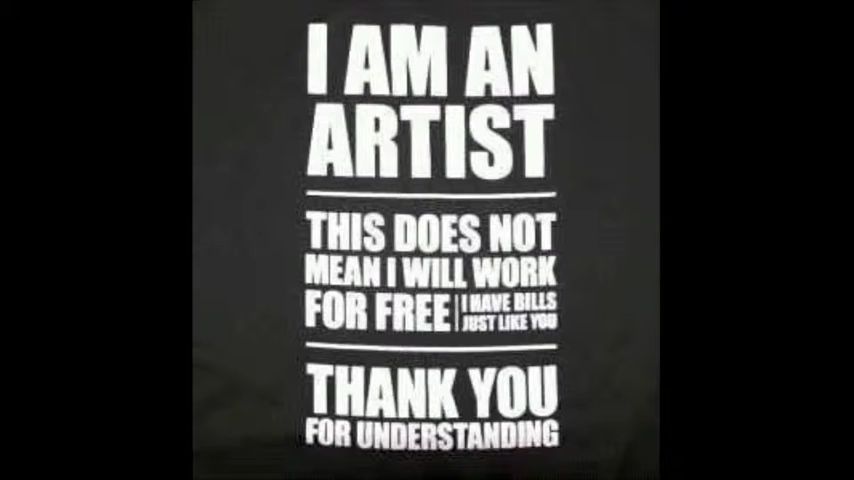 I AM AN
ARTIST
THIS DOES NOT
MEAN I WILL WORK
FOR FREE | I HAVE BILLS
JUST LIKE YOU
THANK YOU
FOR UNDERSTANDING